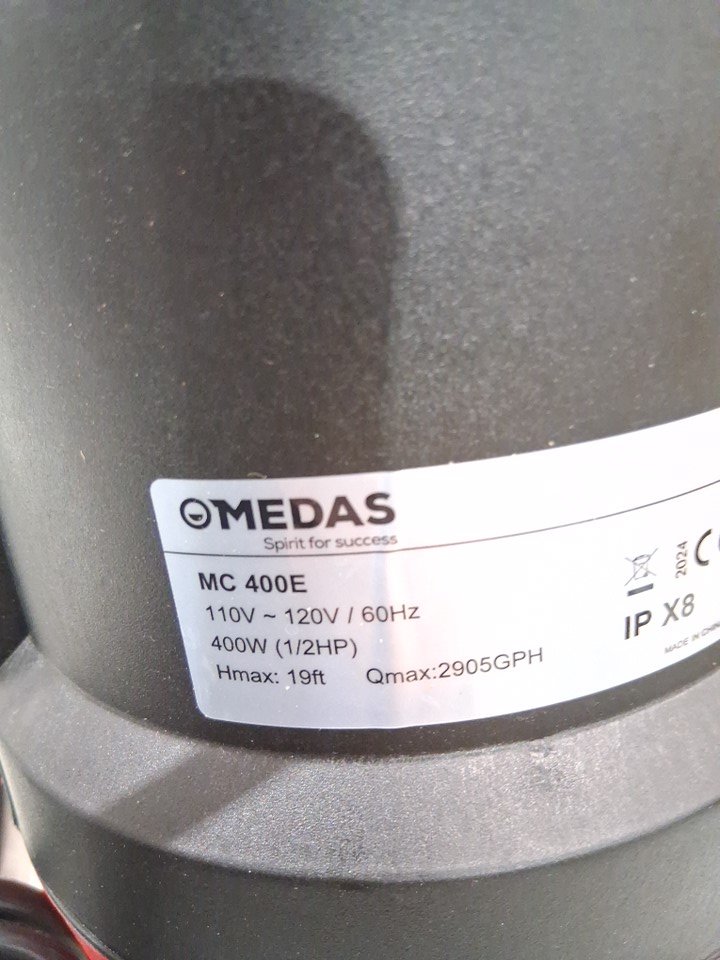 OMEDAS
Spirit for success
MC 400E
110V ~ 120V / 60Hz
400W (1/2HP)
Hmax: 19ft Qmax:2905GPH
2024
IP X8
MADE IN